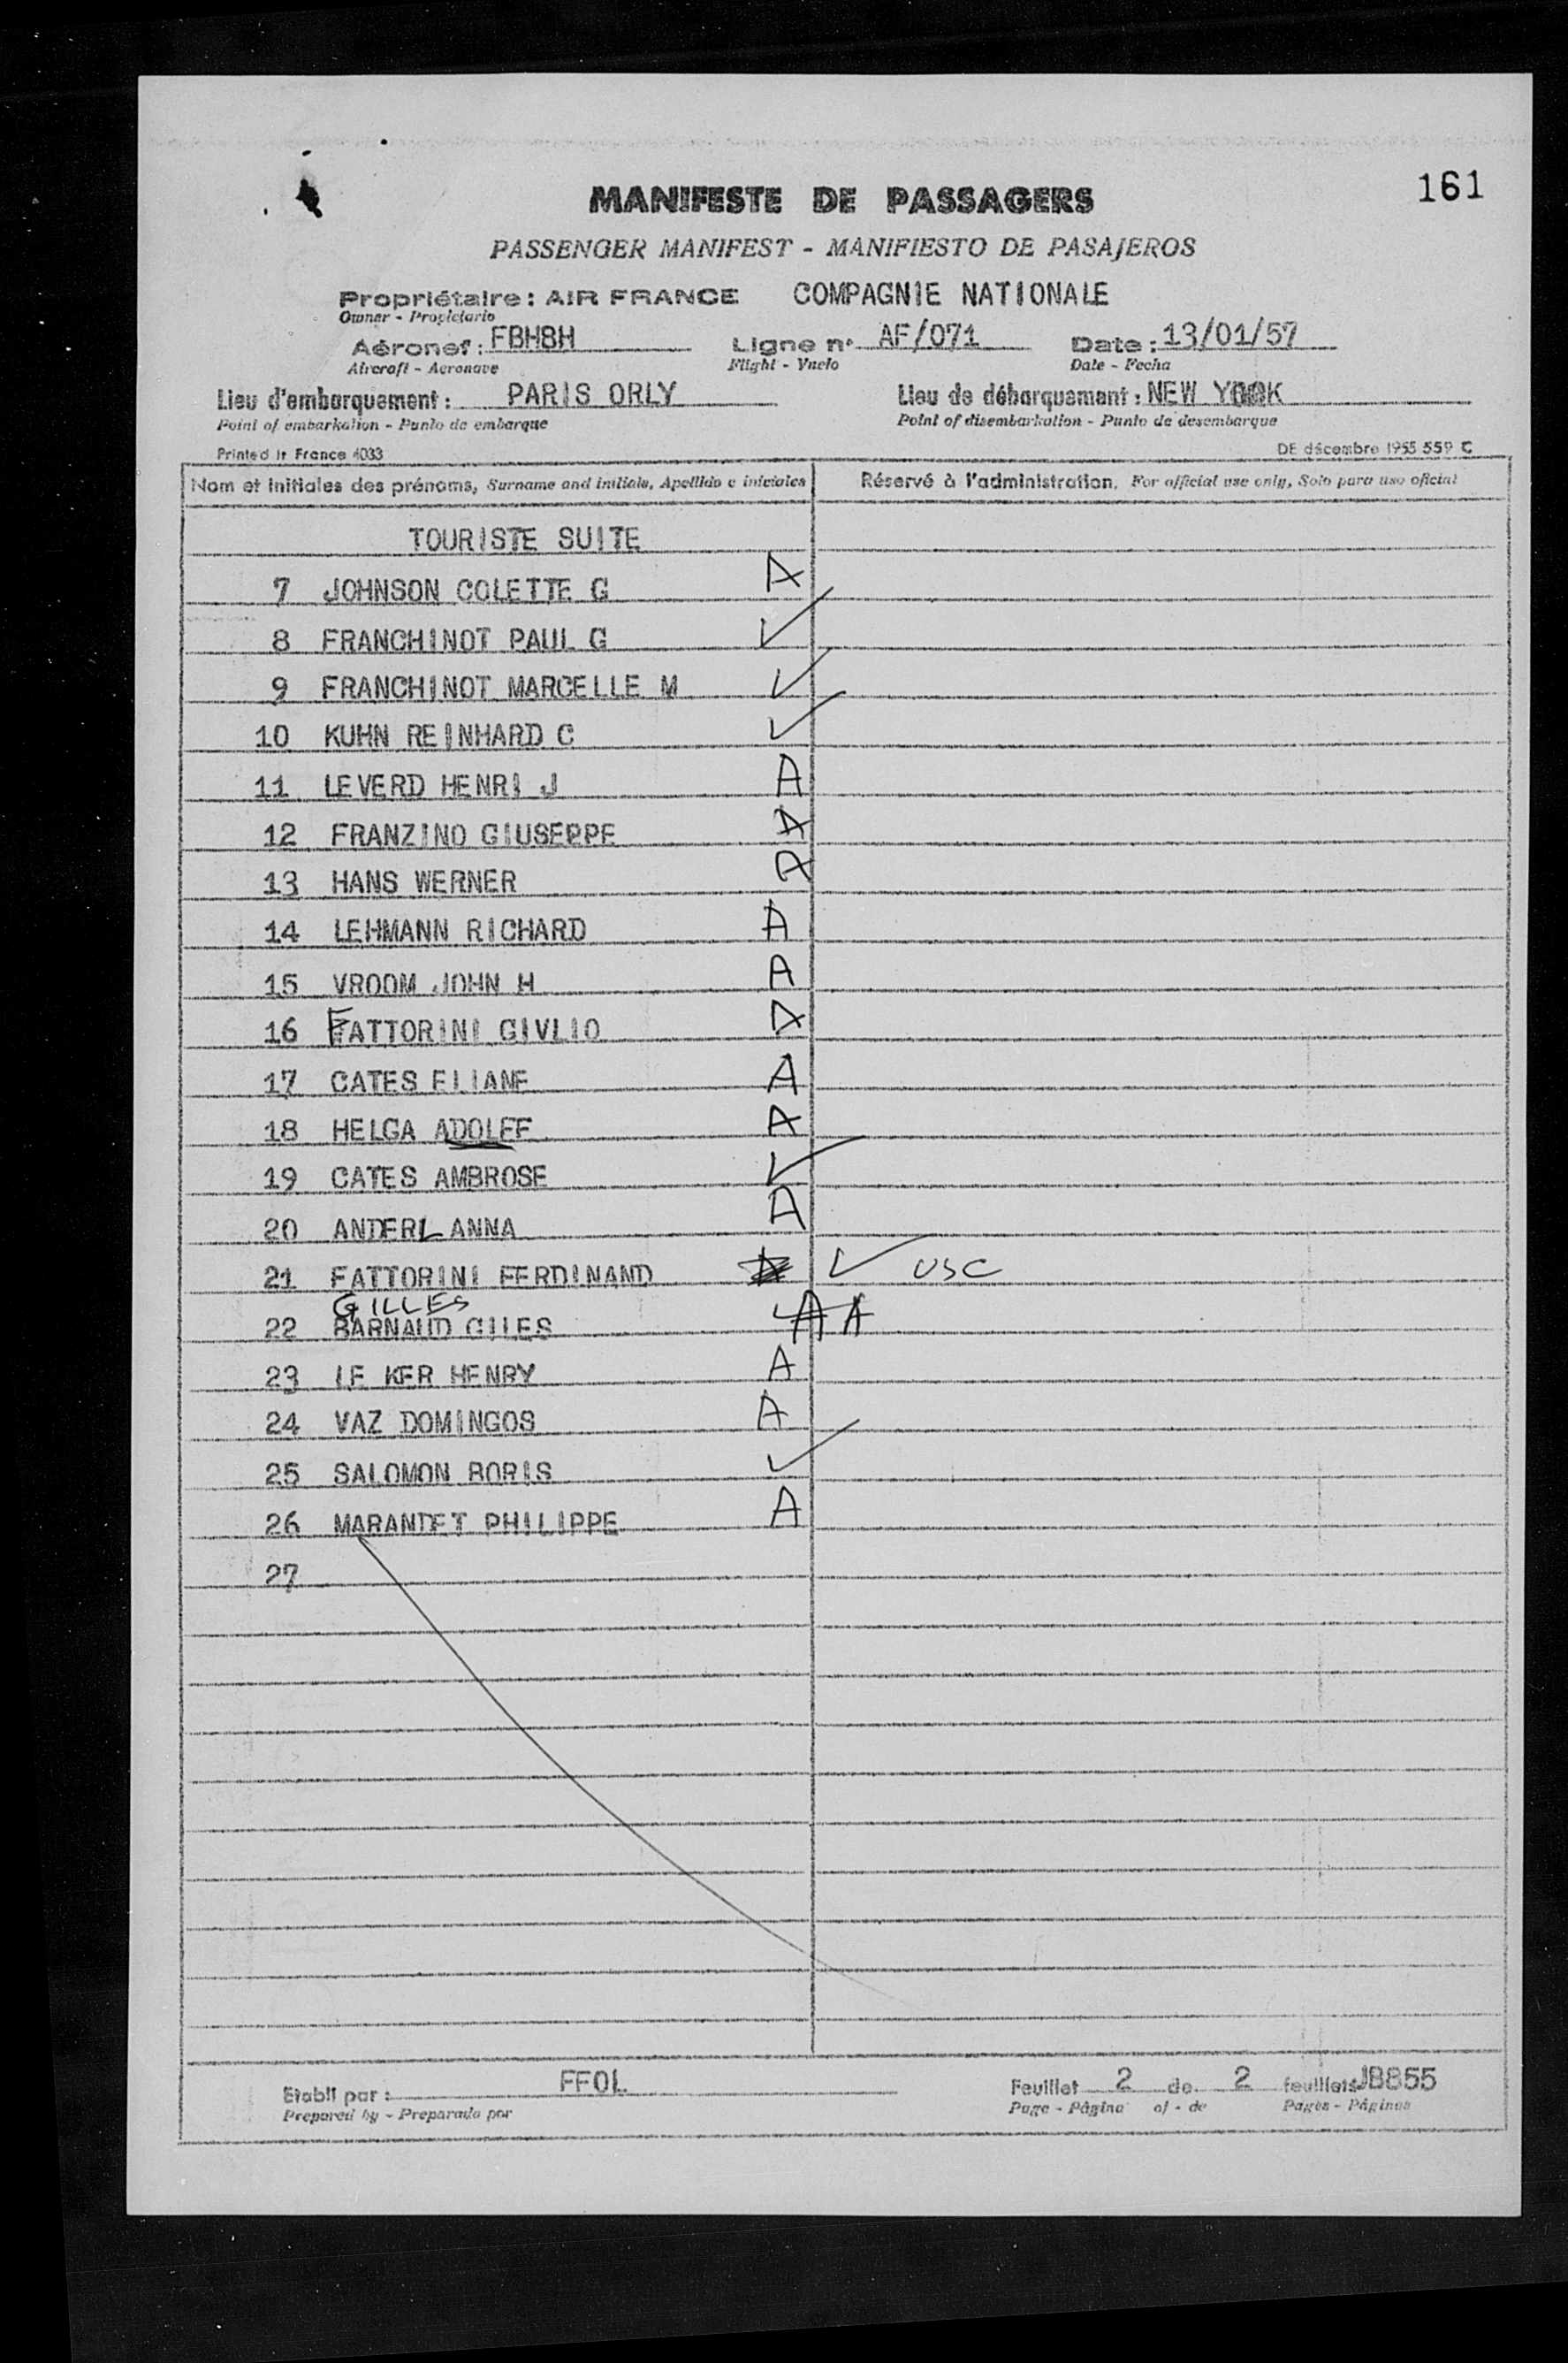 161
MANIFESTE DE PASSAGERS
PASSENGER MANIFEST - MANIFIESTO DE PASAJEROS
Propriétaire : AIR FRANCE COMPAGNIE NATIONALE
Owner - Propietario
Aéronef : FBHBH Ligne n° AF/071 Date : 13/01/57
Aircraft - Aeronave Flight - Vuelo Date - Fecha
Lieu d'embarquement : PARIS ORLY Lieu de débarquement : NEW YORK
Point of embarkation - Punto de embarque Point of disembarkation - Punto de desembarque
Printed in France 4033 DE décembre 1955 559 C
Nom et initiales des prénoms, Surname and initials, Apellido e iniciales Réservé à l'administration, For official use only, Solo para uso oficial
TOURISTE SUITE
7 JOHNSON COLETTE G A
8 FRANCHINOT PAUL G ✓
9 FRANCHINOT MARCELLE M ✓
10 KUHN REINHARD C ✓
11 LEVERD HENRI J A
12 FRANZINO GIUSEPPE A
13 HANS WERNER A
14 LEHMANN RICHARD A
15 VROOM JOHN H A
16 FATTORINI GIVLIO A
17 CATES ELIANE A
18 HELGA ADOLFF A
19 CATES AMBROSE ✓
20 ANDERL ANNA A
21 FATTORINI FERDINAND ✓ USC
GILLES
22 BARNAUD GILES A A
23 LE KER HENRY A
24 VAZ DOMINGOS A
25 SALOMON BORIS ✓
26 MARANDET PHILIPPE A
27
Etabli par : FFOL Feuillet 2 de 2 feuillets JB855
Prepared by - Preparado por Page - Página of - de Pages - Páginas